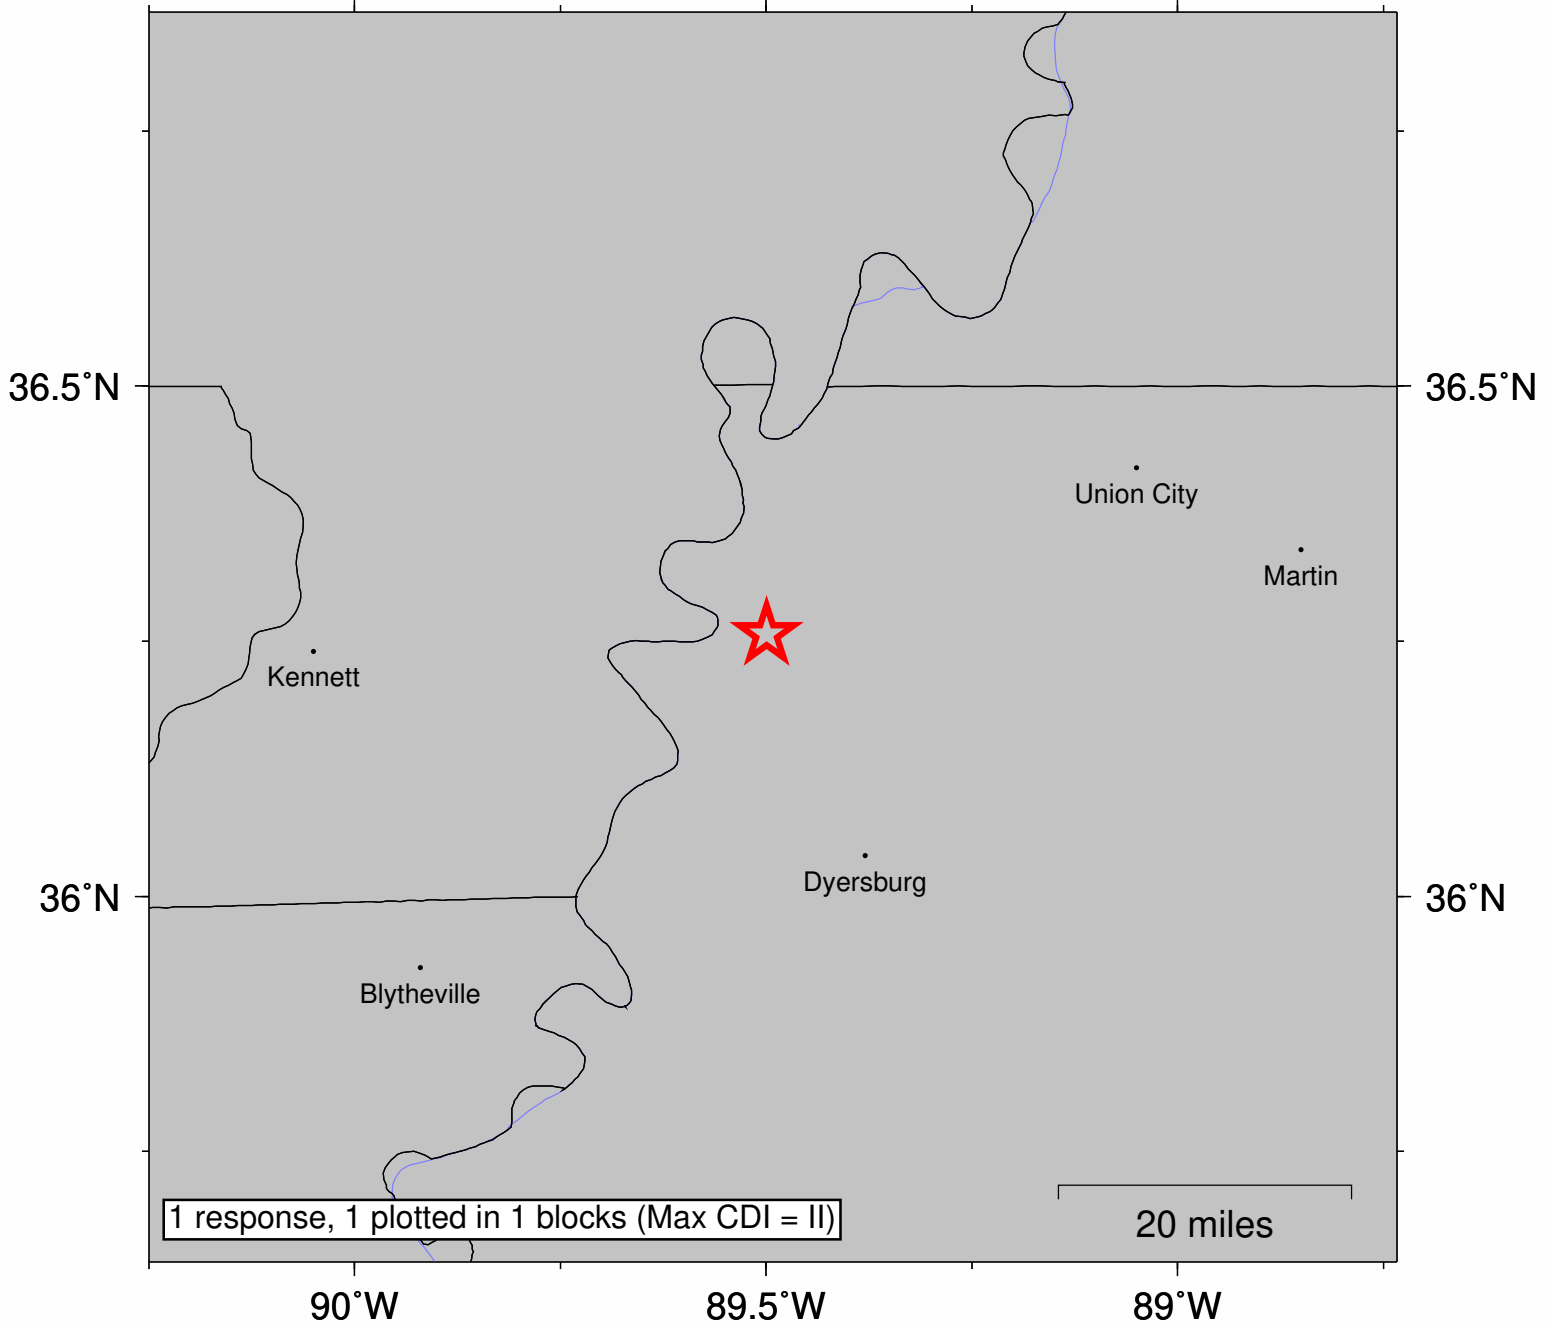 36.5˚N
36.5˚N
Union City
Martin
Kennett
Dyersburg
36˚N
36˚N
Blytheville
1 response, 1 plotted in 1 blocks (Max CDI = II)
20 miles
90˚W
89.5˚W
89˚W